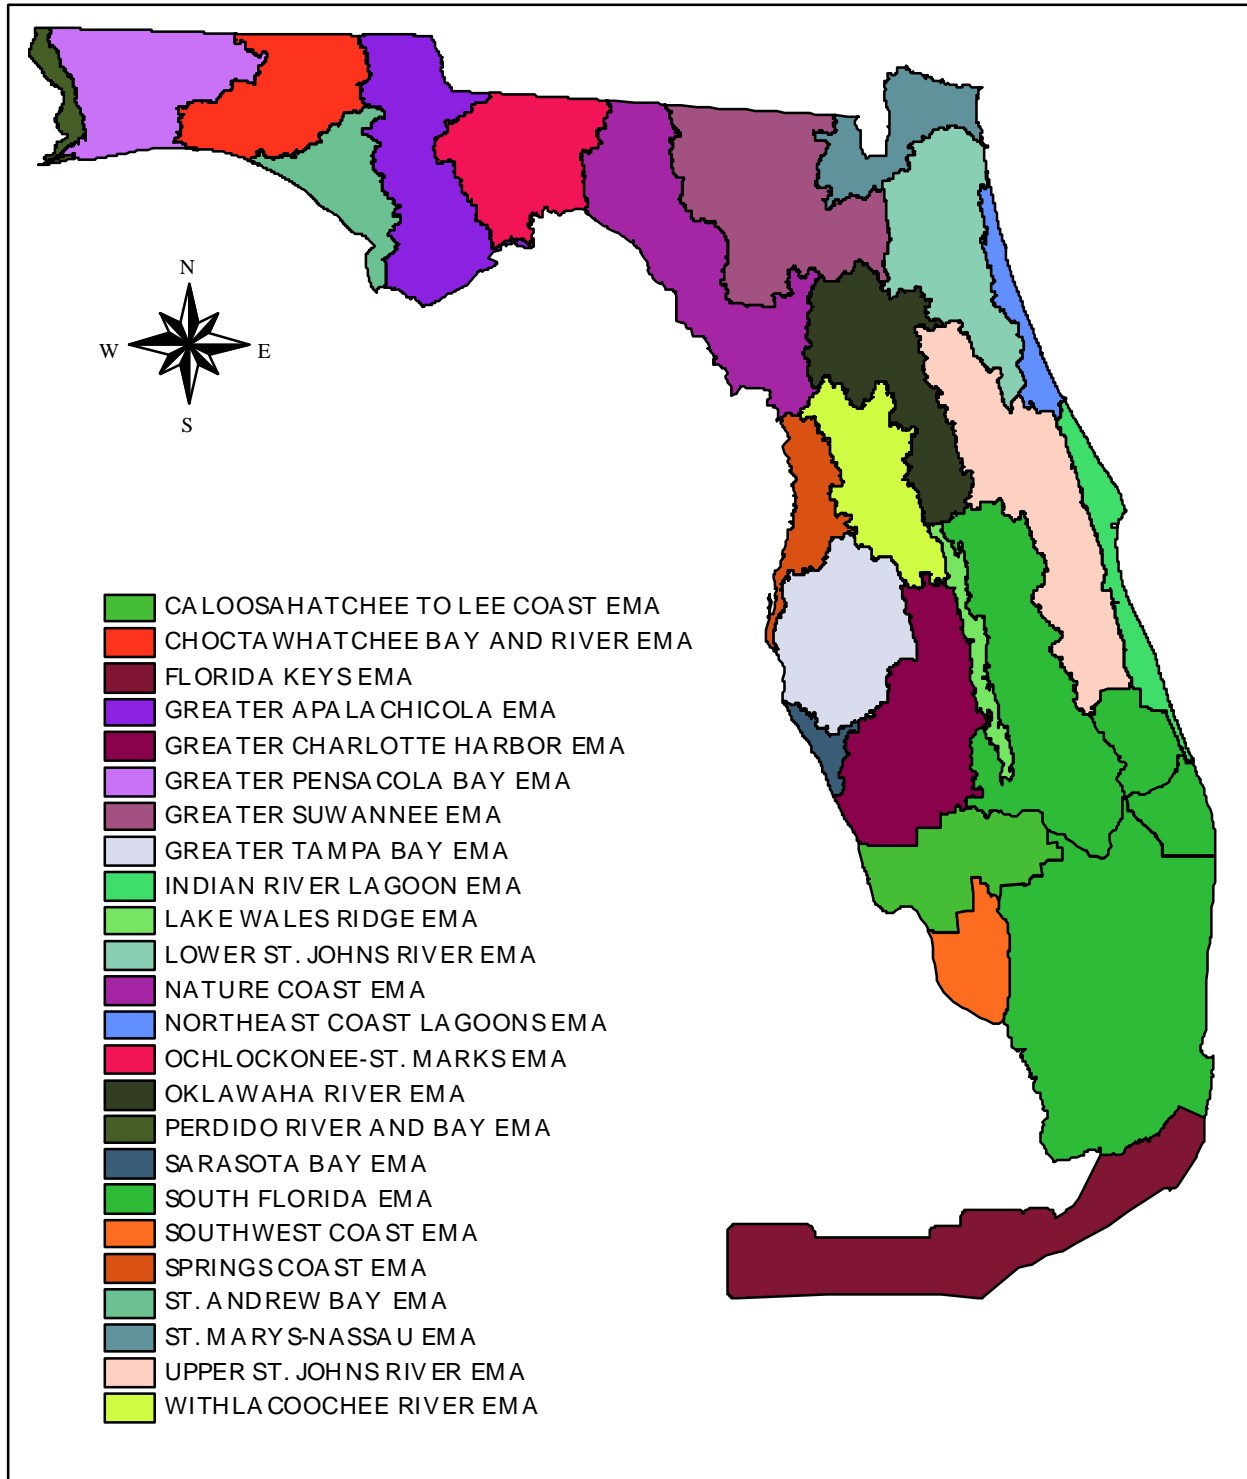 N
W
E
S
CALOOSAHATCHEE TO LEE COAST EMA
CHOCTAWHATCHEE BAY AND RIVER EMA
FLORIDA KEYS EMA
GREATER APALACHICOLA EMA
GREATER CHARLOTTE HARBOR EMA
GREATER PENSACOLA BAY EMA
GREATER SUWANNEE EMA
GREATER TAMPA BAY EMA
INDIAN RIVER LAGOON EMA
LAKE WALES RIDGE EMA
LOWER ST. JOHNS RIVER EMA
NATURE COAST EMA
NORTHEAST COAST LAGOONS EMA
OCHLOCKONEE-ST. MARKS EMA
OKLAWAHA RIVER EMA
PERDIDO RIVER AND BAY EMA
SARASOTA BAY EMA
SOUTH FLORIDA EMA
SOUTHWEST COAST EMA
SPRINGS COAST EMA
ST. ANDREW BAY EMA
ST. MARYS-NASSAU EMA
UPPER ST. JOHNS RIVER EMA
WITHLACOOCHEE RIVER EMA